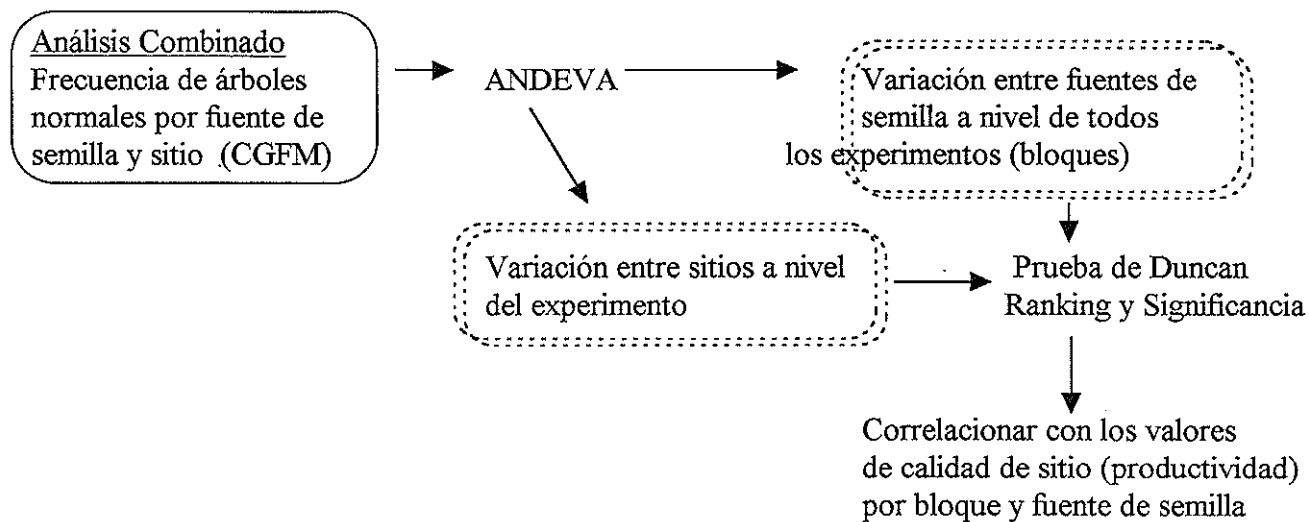 Análisis Combinado
Frecuencia de árboles
normales por fuente de
semilla y sitio (CGFM)
ANDEVA
Variación entre fuentes de
semilla a nivel de todos
los experimentos (bloques)
Variación entre sitios a nivel
del experimento
Prueba de Duncan
Ranking y Significancia
Correlacionar con los valores
de calidad de sitio (productividad)
por bloque y fuente de semilla